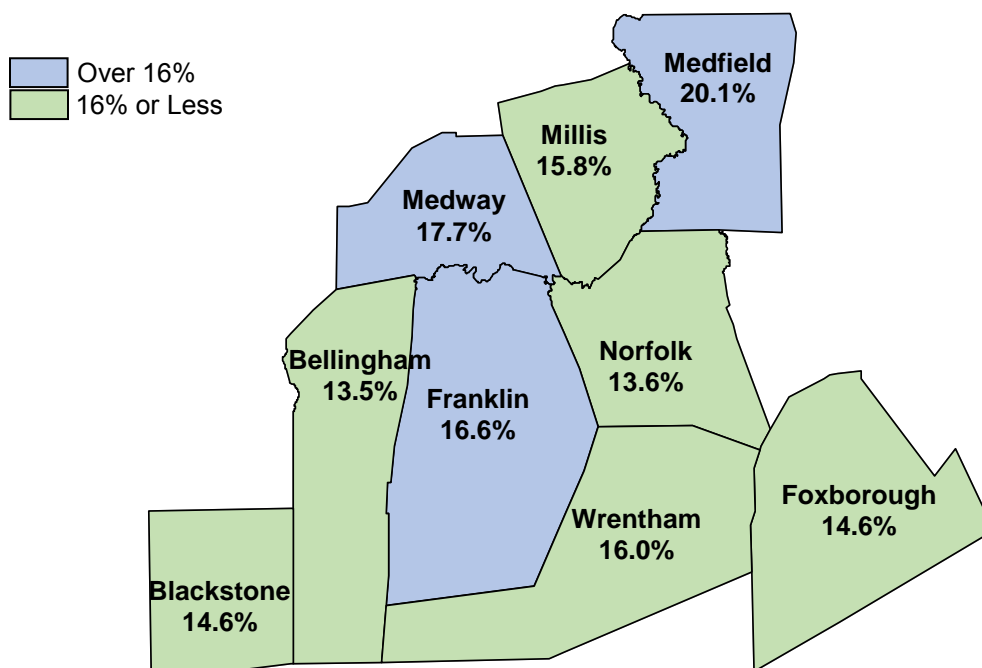 Over 16%
16% or Less
Medfield
20.1%
Millis
15.8%
Medway
17.7%
Bellingham
13.5%
Franklin
16.6%
Norfolk
13.6%
Foxborough
14.6%
Wrentham
16.0%
Blackstone
14.6%